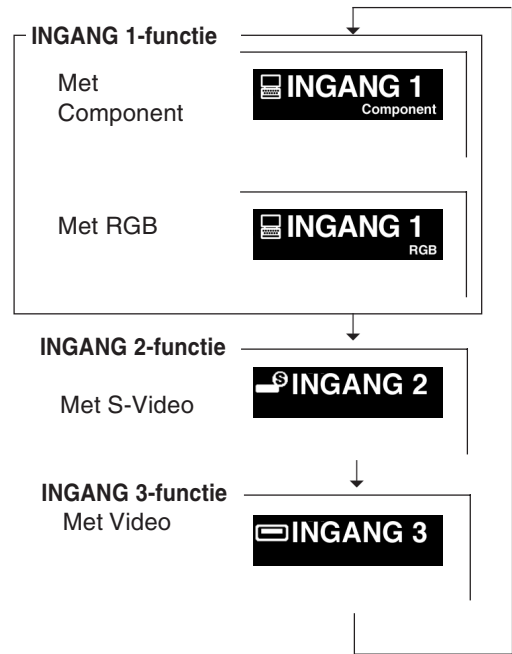 INGANG 1-functie
Met
Component
INGANG 1
Component
Met RGB
INGANG 1
RGB
INGANG 2-functie
Met S-Video
S INGANG 2
INGANG 3-functie
Met Video
INGANG 3